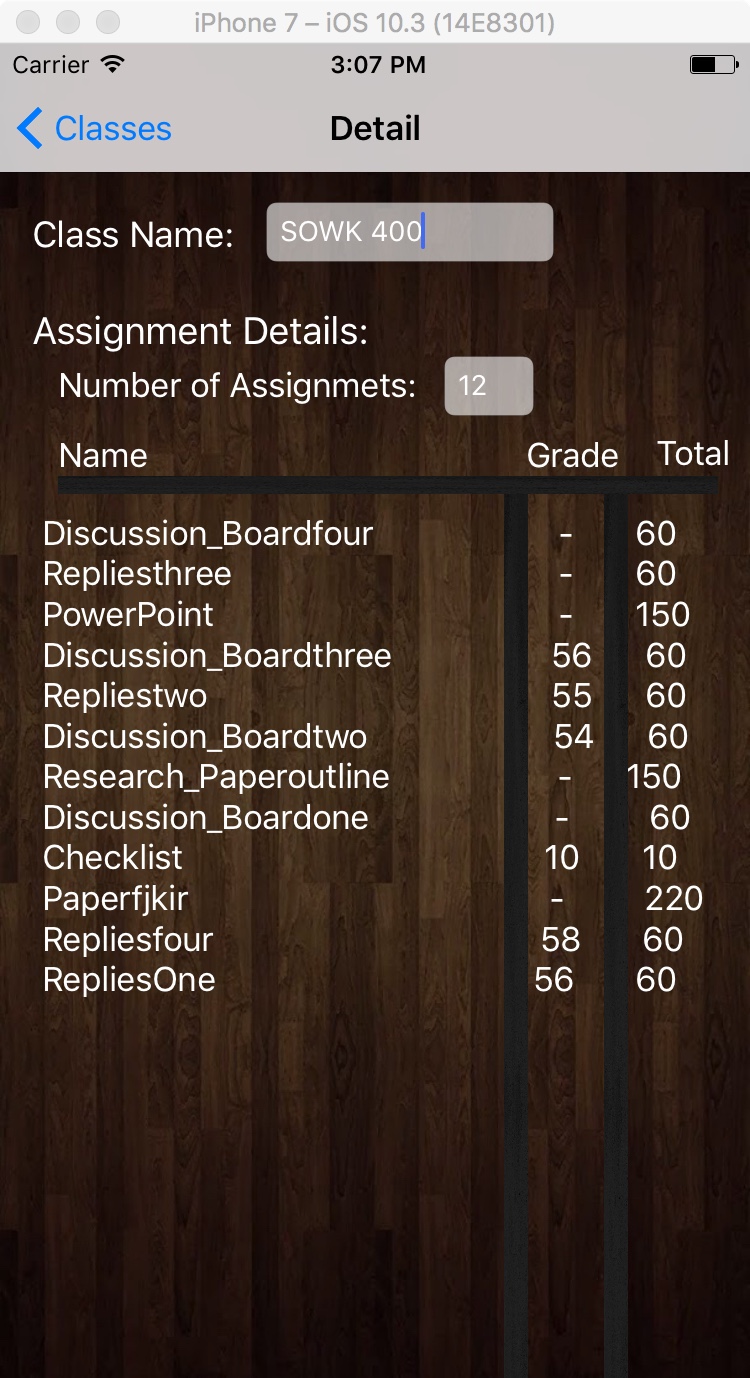 iPhone 7 – iOS 10.3 (14E8301)
Carrier 3:07 PM
Classes Detail
Class Name: SOWK 400
Assignment Details:
Number of Assignmets: 12
Name Grade Total
Discussion_Boardfour - 60
Repliesthree - 60
PowerPoint - 150
Discussion_Boardthree 56 60
Repliestwo 55 60
Discussion_Boardtwo 54 60
Research_Paperoutline - 150
Discussion_Boardone - 60
Checklist 10 10
Paperfjkir - 220
Repliesfour 58 60
RepliesOne 56 60